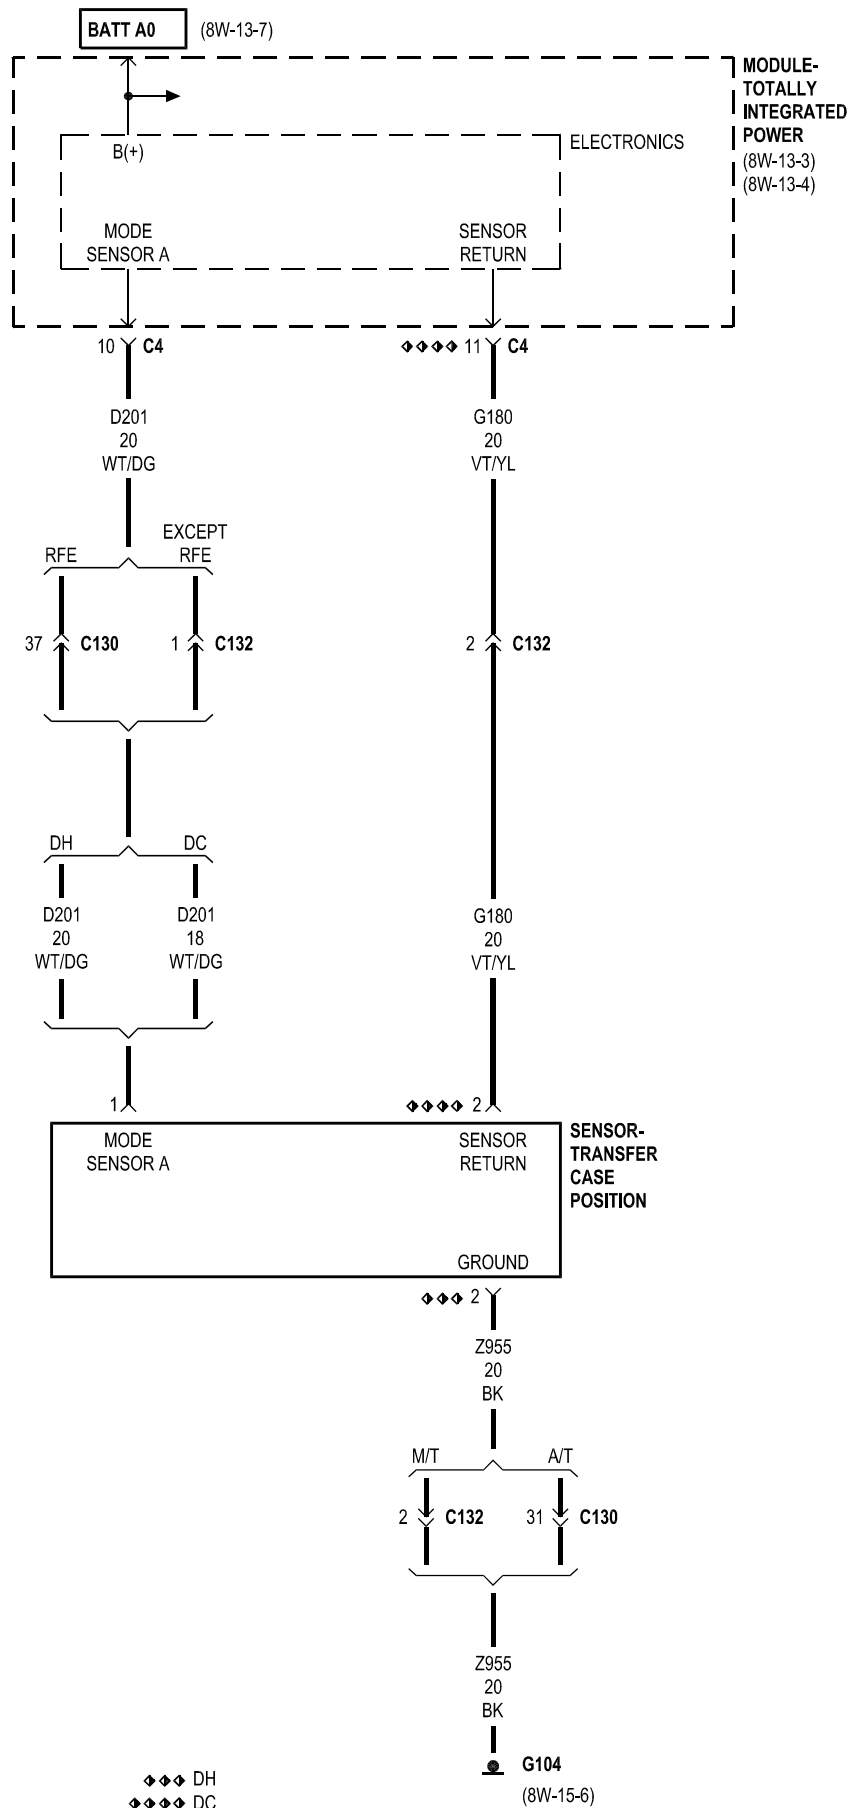 BATT A0 (8W-13-7)
MODULE-
TOTALLY
INTEGRATED
POWER
(8W-13-3)
(8W-13-4)
ELECTRONICS
B(+)
MODE
SENSOR A
SENSOR
RETURN
10 C4
11 C4
D201
20
WT/DG
G180
20
VT/YL
RFE
EXCEPT
RFE
37 C130
1 C132
2 C132
DH
DC
D201
20
WT/DG
D201
18
WT/DG
G180
20
VT/YL
1
2
MODE
SENSOR A
SENSOR
RETURN
SENSOR-
TRANSFER
CASE
POSITION
GROUND
2
Z955
20
BK
M/T
A/T
2 C132
31 C130
Z955
20
BK
G104
(8W-15-6)
DH
DC